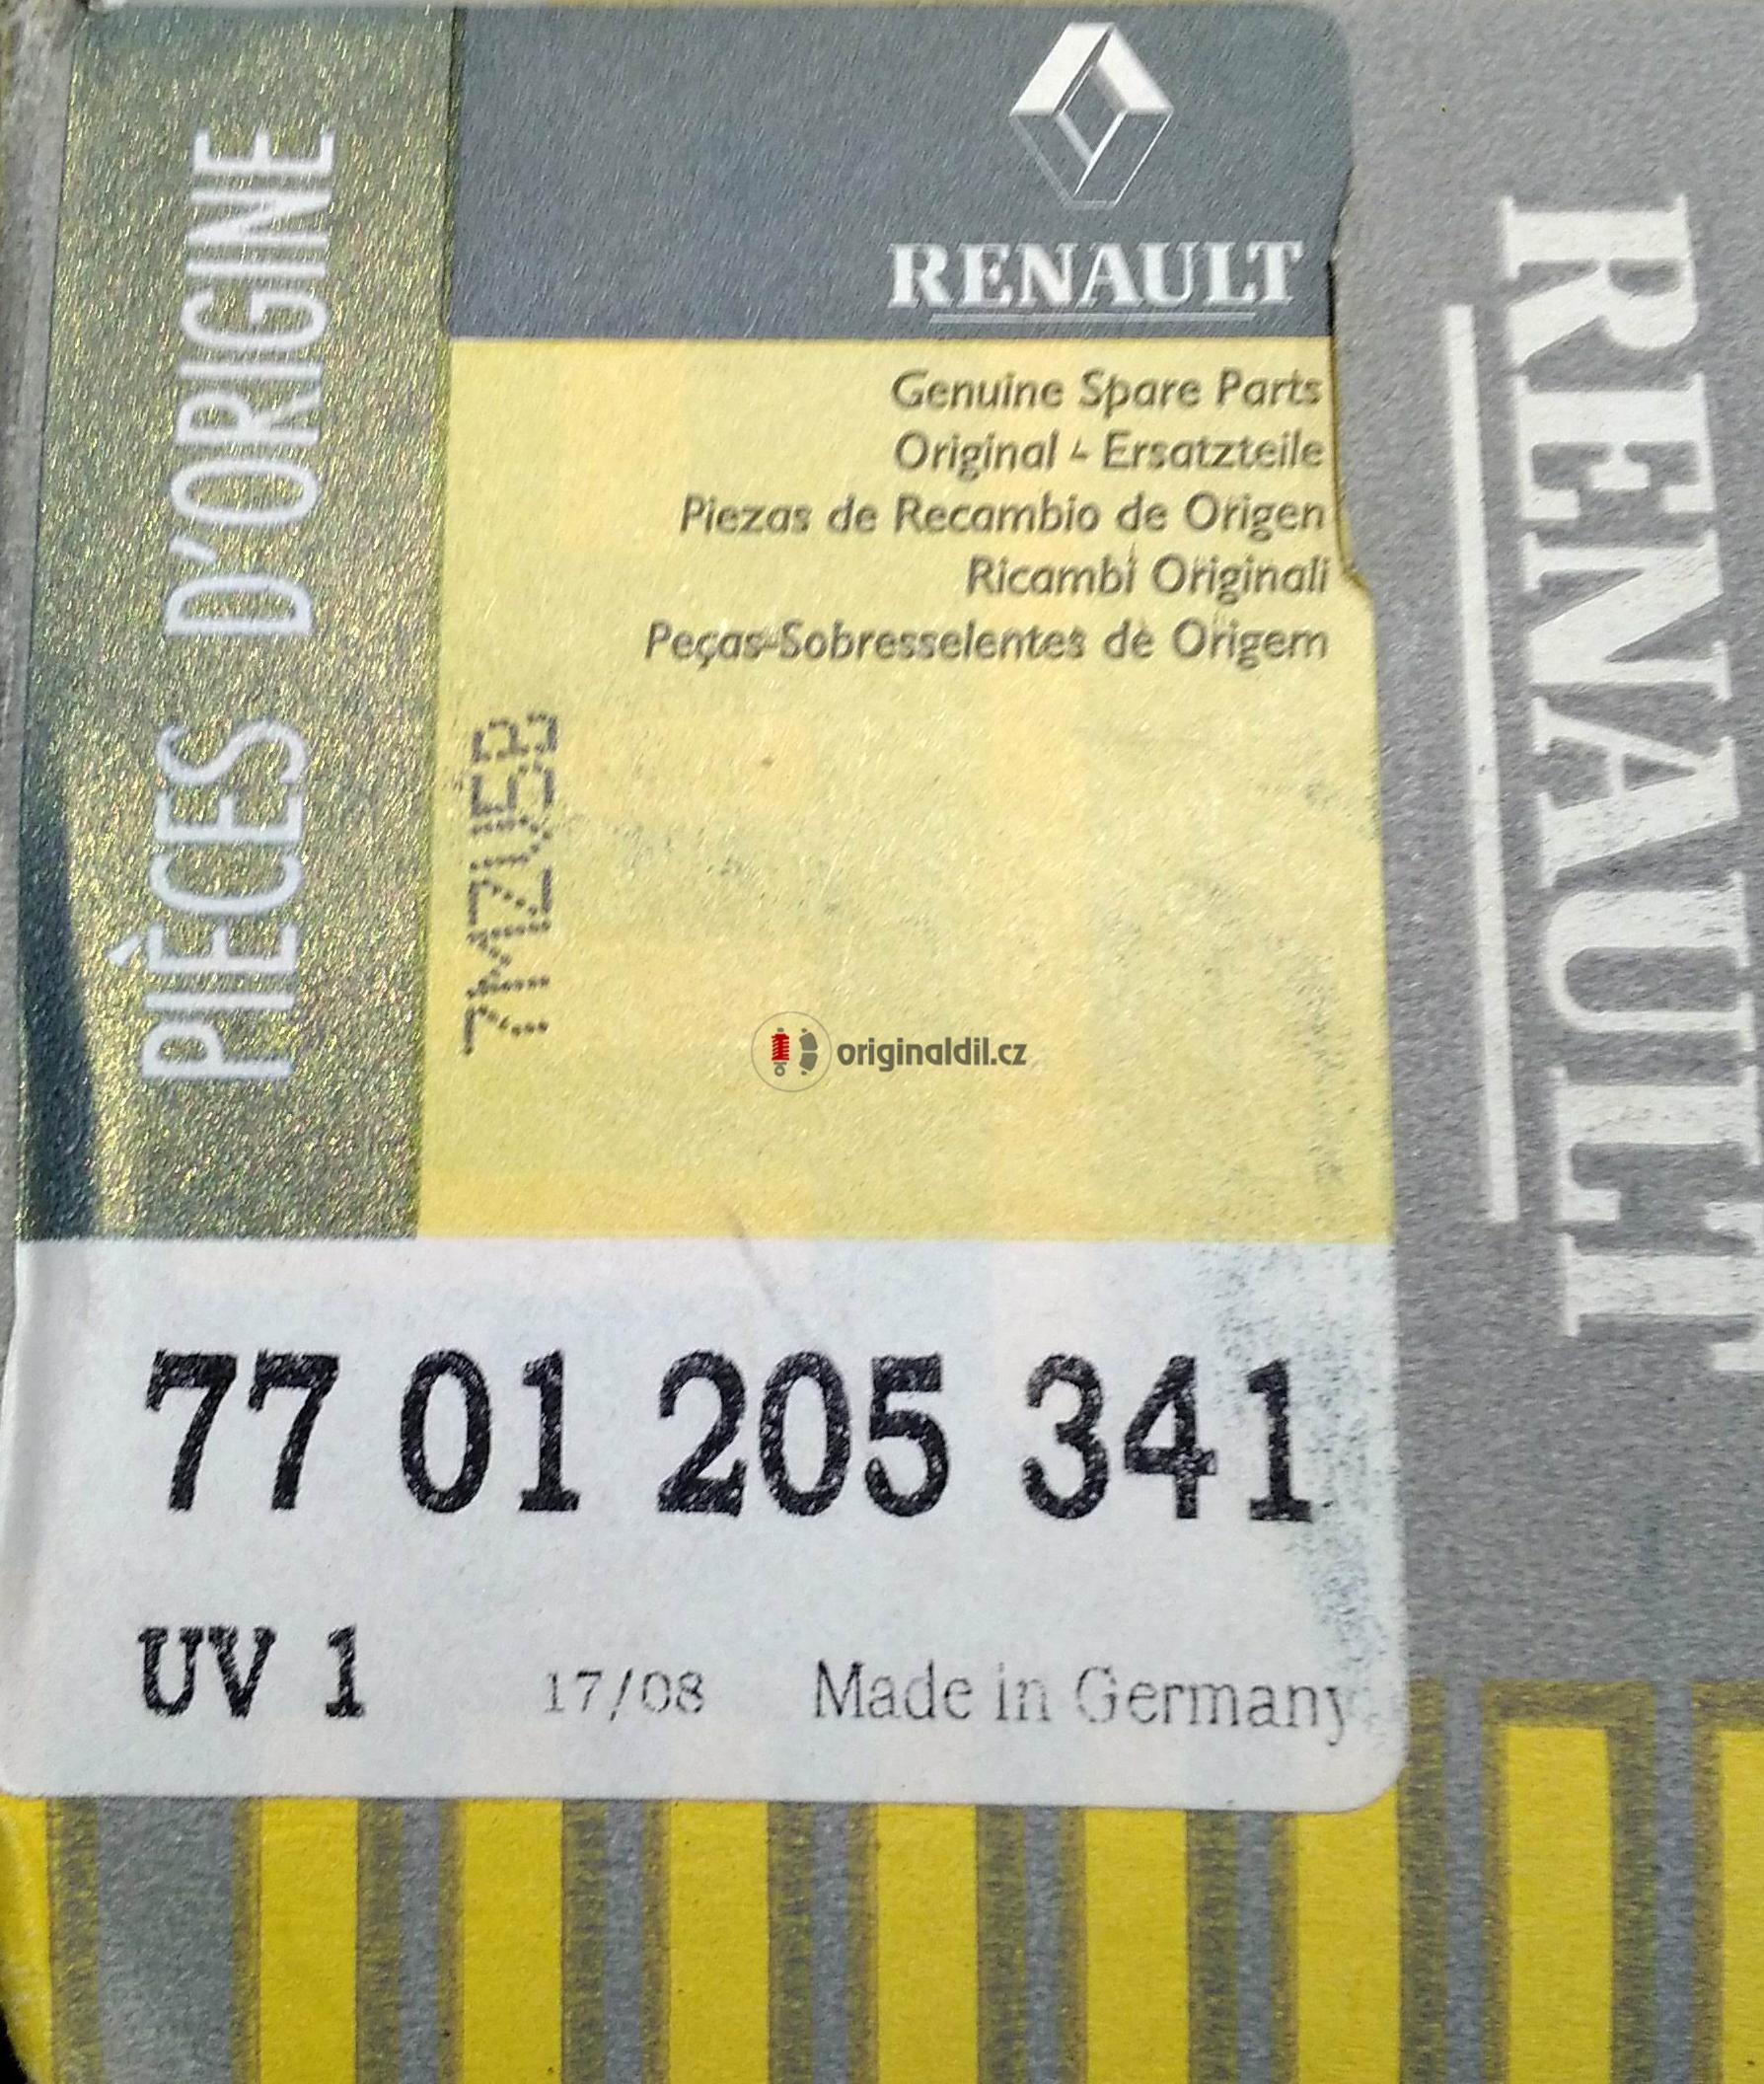 RENAULT
PIÈCES D'ORIGINE
Genuine Spare Parts
Original - Ersatzteile
Piezas de Recambio de Origen
Ricambi Originali
Peças-Sobresselentes de Origem
7MZV5B
originaldil.cz
77 01 205 341
UV 1 17/08 Made in Germany
RENAULT